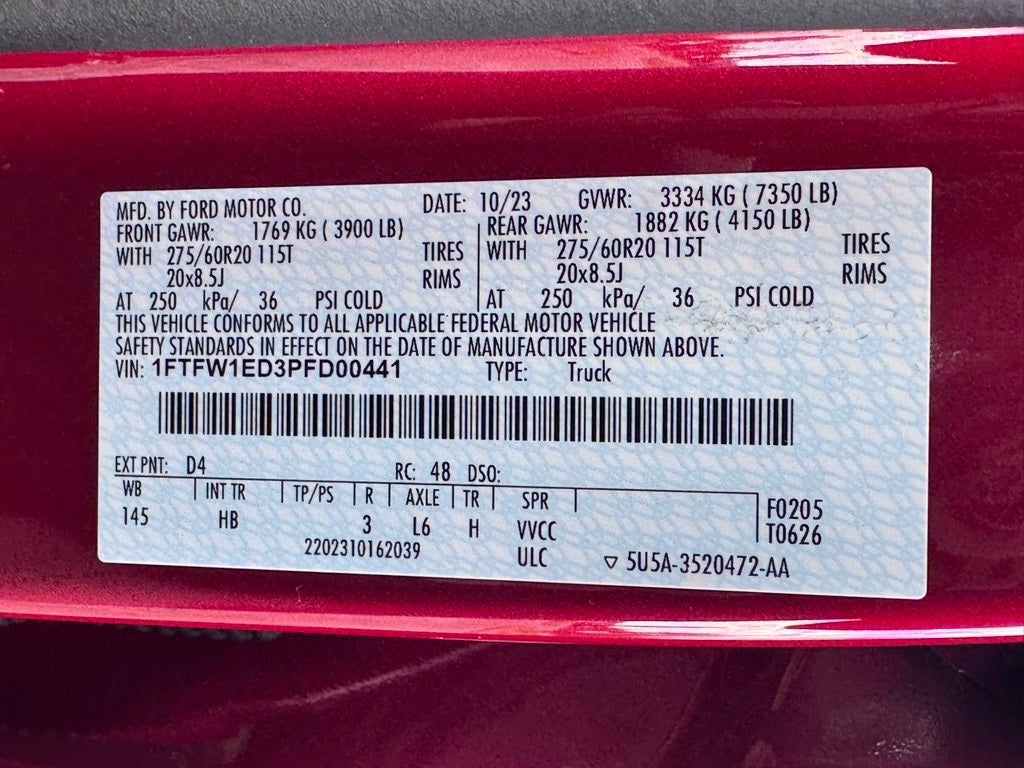 MFD. BY FORD MOTOR CO. DATE: 10/23 GVWR: 3334 KG ( 7350 LB)
FRONT GAWR: 1769 KG ( 3900 LB) REAR GAWR: 1882 KG ( 4150 LB)
WITH 275/60R20 115T TIRES WITH 275/60R20 115T TIRES
20x8.5J RIMS 20x8.5J RIMS
AT 250 kPa/ 36 PSI COLD AT 250 kPa/ 36 PSI COLD
THIS VEHICLE CONFORMS TO ALL APPLICABLE FEDERAL MOTOR VEHICLE
SAFETY STANDARDS IN EFFECT ON THE DATE OF MANUFACTURE SHOWN ABOVE.
VIN: 1FTFW1ED3PFD00441 TYPE: Truck
EXT PNT: D4 RC: 48 DSO:
WB INT TR TP/PS R AXLE TR SPR F0205
145 HB 3 L6 H VVCC T0626
2202310162039 ULC ▽ 5U5A-3520472-AA